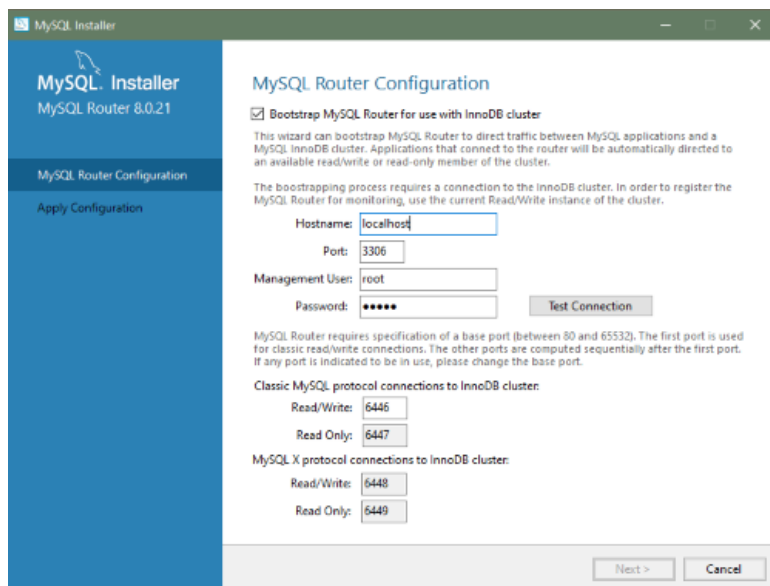 MySQL Installer
MySQL. Installer
MySQL Router 8.0.21
MySQL Router Configuration
Apply Configuration
MySQL Router Configuration
Bootstrap MySQL Router for use with InnoDB cluster
This wizard can bootstrap MySQL Router to direct traffic between MySQL applications and a
MySQL InnoDB cluster. Applications that connect to the router will be automatically directed to
an available read/write or read-only member of the cluster.
The boostrapping process requires a connection to the InnoDB cluster. In order to register the
MySQL Router for monitoring, use the current Read/Write instance of the cluster.
Hostname: localhost
Port: 3306
Management User: root
Password: •••••
Test Connection
MySQL Router requires specification of a base port (between 80 and 65532). The first port is used
for classic read/write connections. The other ports are computed sequentially after the first port.
If any port is indicated to be in use, please change the base port.
Classic MySQL protocol connections to InnoDB cluster:
Read/Write: 6446
Read Only: 6447
MySQL X protocol connections to InnoDB cluster:
Read/Write: 6448
Read Only: 6449
Next >
Cancel